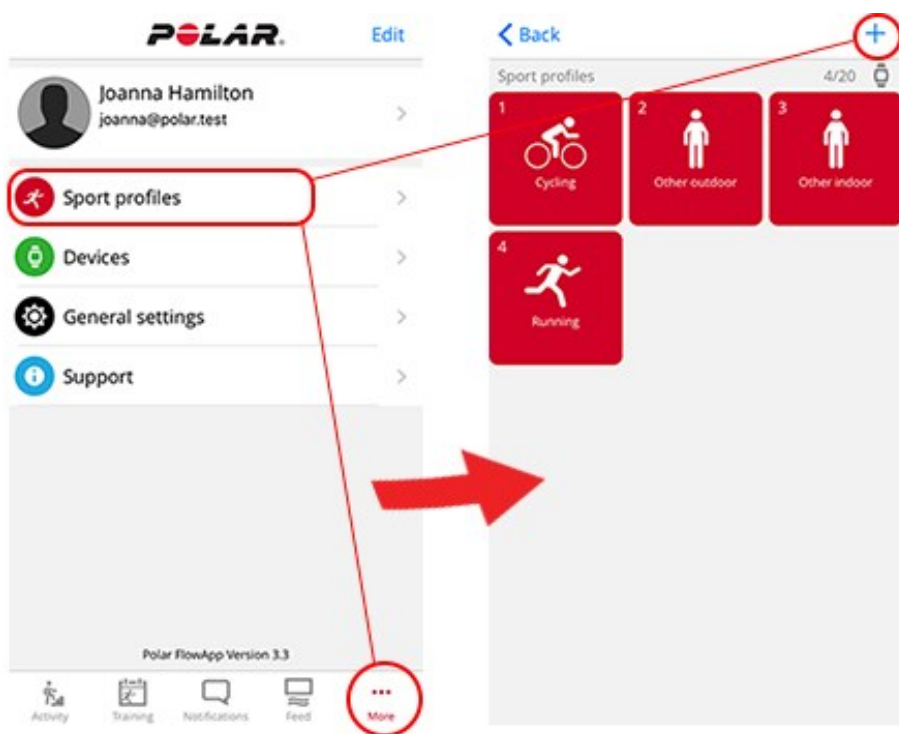 POLAR.
Edit
Joanna Hamilton
joanna@polar.test
Sport profiles
Devices
General settings
Support
Polar FlowApp Version 3.3
Activity
Training
Notifications
Feed
More
Back
Sport profiles
4/20
1
Cycling
2
Other outdoor
3
Other indoor
4
Running